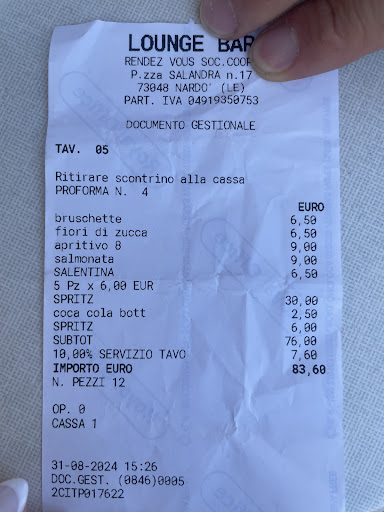 LOUNGE BAR
RENDEZ VOUS SOC.COOP
P.zza SALANDRA n.17
73048 NARDO' (LE)
PART. IVA 04919350753
DOCUMENTO GESTIONALE
TAV. 05
Ritirare scontrino alla cassa
PROFORMA N. 4
EURO
bruschette 6,50
fiori di zucca 6,50
apritivo 8 9,00
salmonata 9,00
SALENTINA 6,50
5 Pz x 6,00 EUR
SPRITZ 30,00
coca cola bott 2,50
SPRITZ 6,00
SUBTOT 76,00
10,00% SERVIZIO TAVO 7,60
IMPORTO EURO 83,60
N. PEZZI 12
OP. 0
CASSA 1
31-08-2024 15:26
DOC.GEST. (0846)0005
2CITP017622